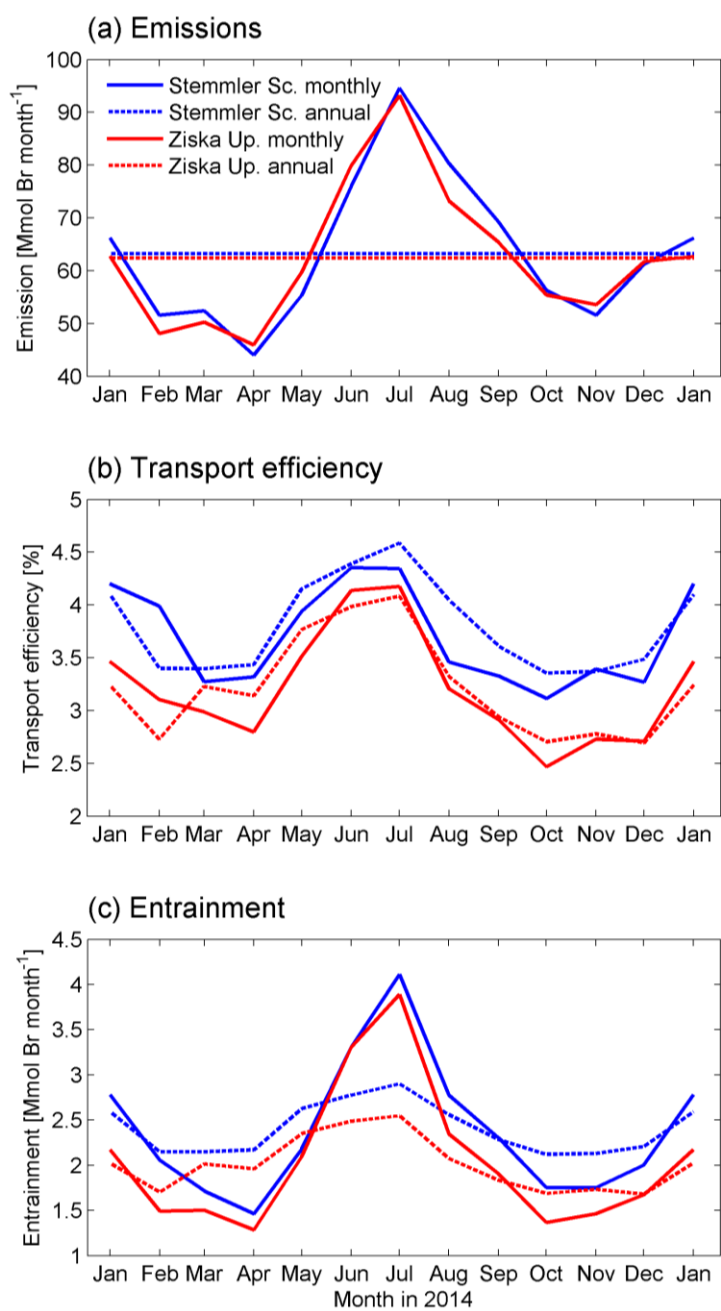 (a) Emissions
Emission [Mmol Br month⁻¹]
100
90
80
70
60
50
40
Stemmler Sc. monthly
Stemmler Sc. annual
Ziska Up. monthly
Ziska Up. annual
Jan Feb Mar Apr May Jun Jul Aug Sep Oct Nov Dec Jan
(b) Transport efficiency
Transport efficiency [%]
5
4.5
4
3.5
3
2.5
2
Jan Feb Mar Apr May Jun Jul Aug Sep Oct Nov Dec Jan
(c) Entrainment
Entrainment [Mmol Br month⁻¹]
4.5
4
3.5
3
2.5
2
1.5
1
Jan Feb Mar Apr May Jun Jul Aug Sep Oct Nov Dec Jan
Month in 2014